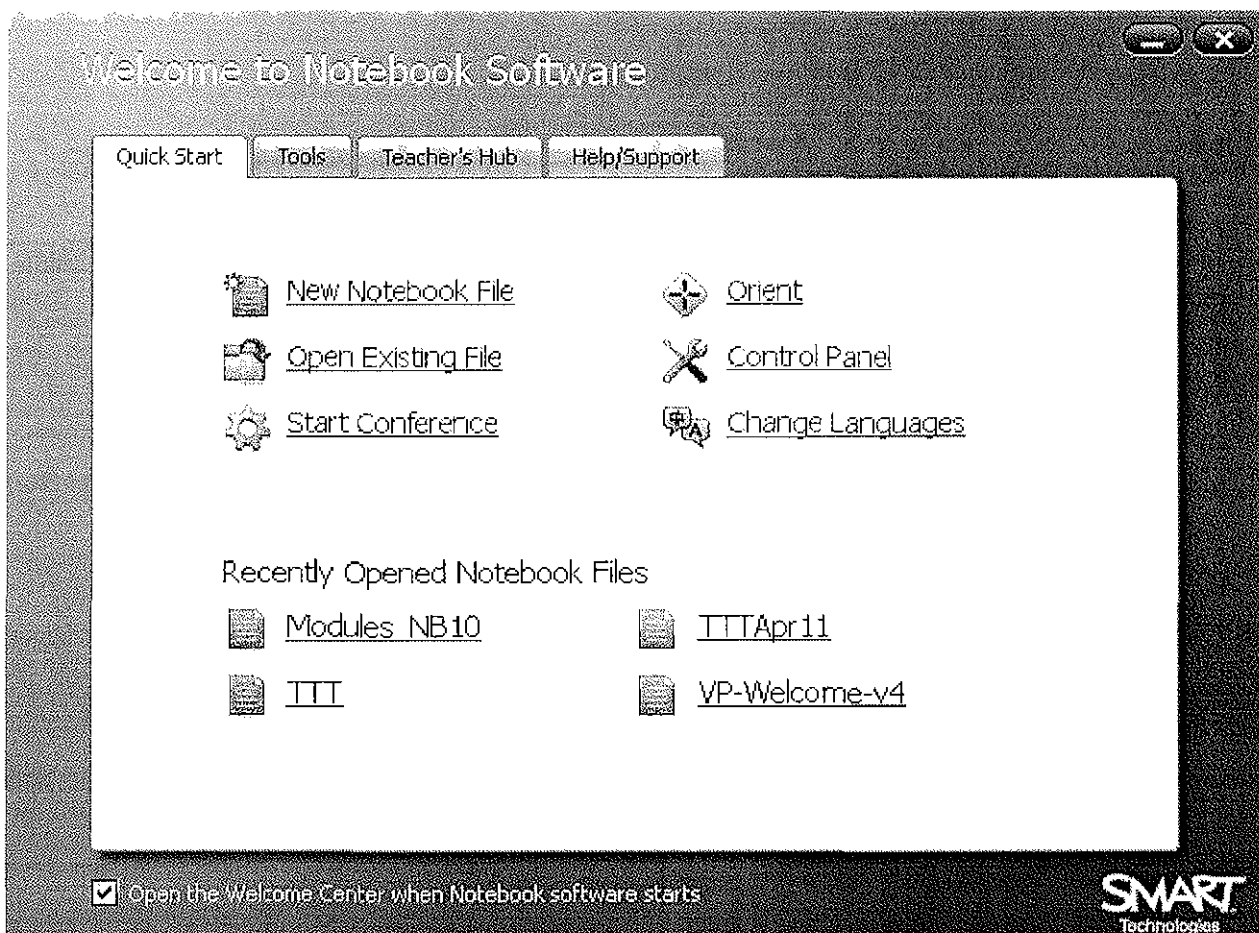 Welcome to Notebook Software
Quick Start Tools Teacher's Hub Help/Support
New Notebook File Orient
Open Existing File Control Panel
Start Conference Change Languages
Recently Opened Notebook Files
Modules_NB10 TTTApr11
TTT VP-Welcome-v4
Open the Welcome Center when Notebook software starts
SMART
Technologies